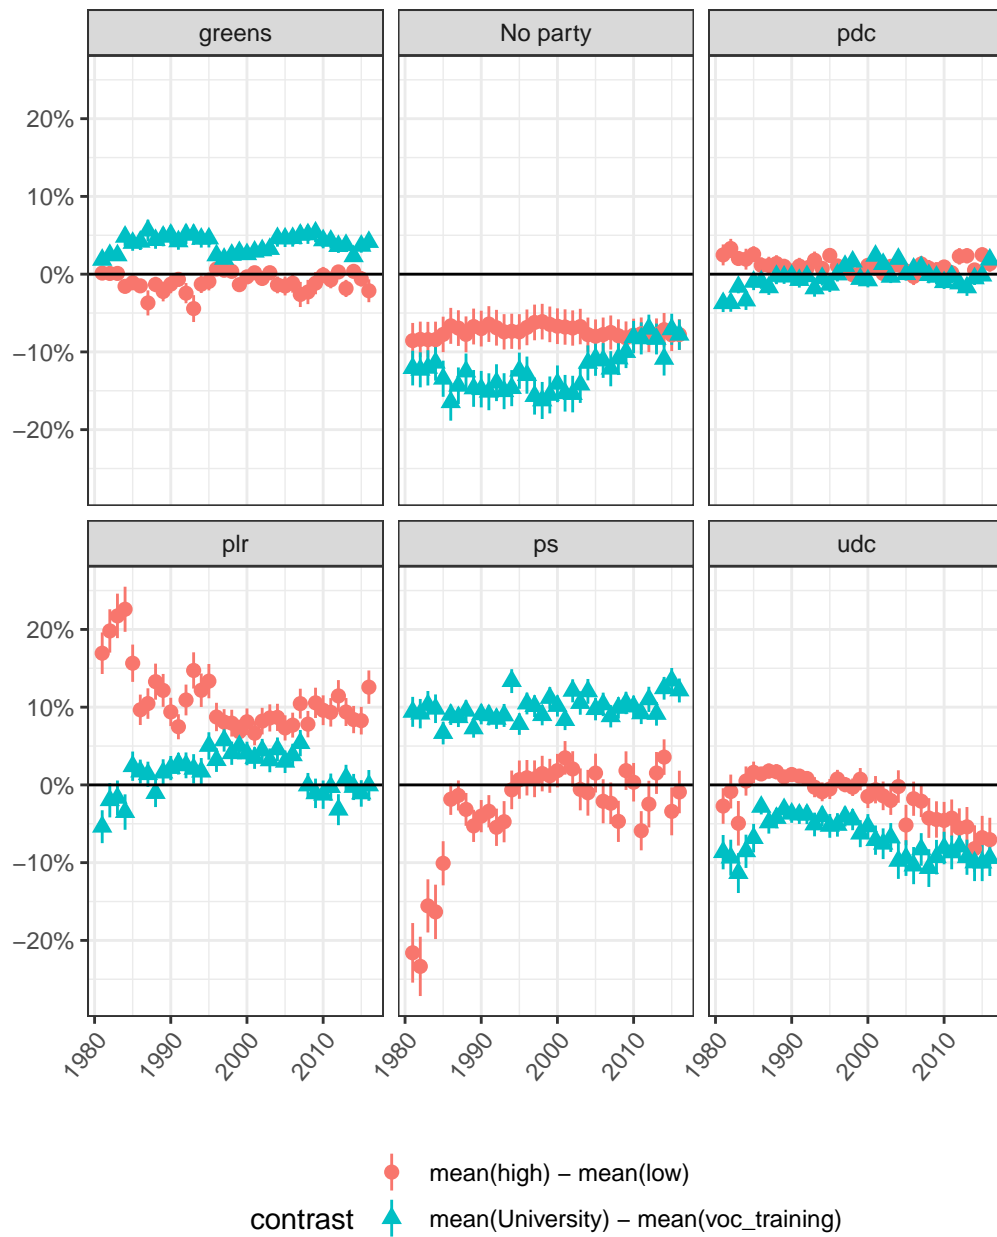 greens No party pdc
20%
10%
0%
−10%
−20%
plr ps udc
20%
10%
0%
−10%
−20%
1980 1990 2000 2010 1980 1990 2000 2010 1980 1990 2000 2010
mean(high) − mean(low)
contrast mean(University) − mean(voc_training)